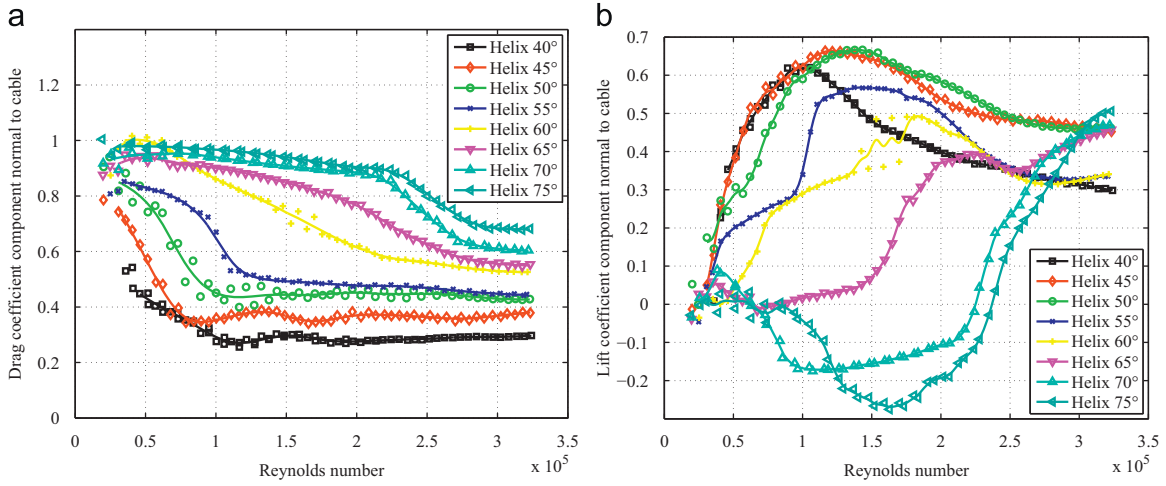 a
Drag coefficient component normal to cable
1.2
1
0.8
0.6
0.4
0.2
0
0
0.5
1
1.5
2
2.5
3
3.5
x 10⁵
Reynolds number
Helix 40°
Helix 45°
Helix 50°
Helix 55°
Helix 60°
Helix 65°
Helix 70°
Helix 75°
b
Lift coefficient component normal to cable
0.7
0.6
0.5
0.4
0.3
0.2
0.1
0
−0.1
−0.2
0
0.5
1
1.5
2
2.5
3
3.5
x 10⁵
Reynolds number
Helix 40°
Helix 45°
Helix 50°
Helix 55°
Helix 60°
Helix 65°
Helix 70°
Helix 75°